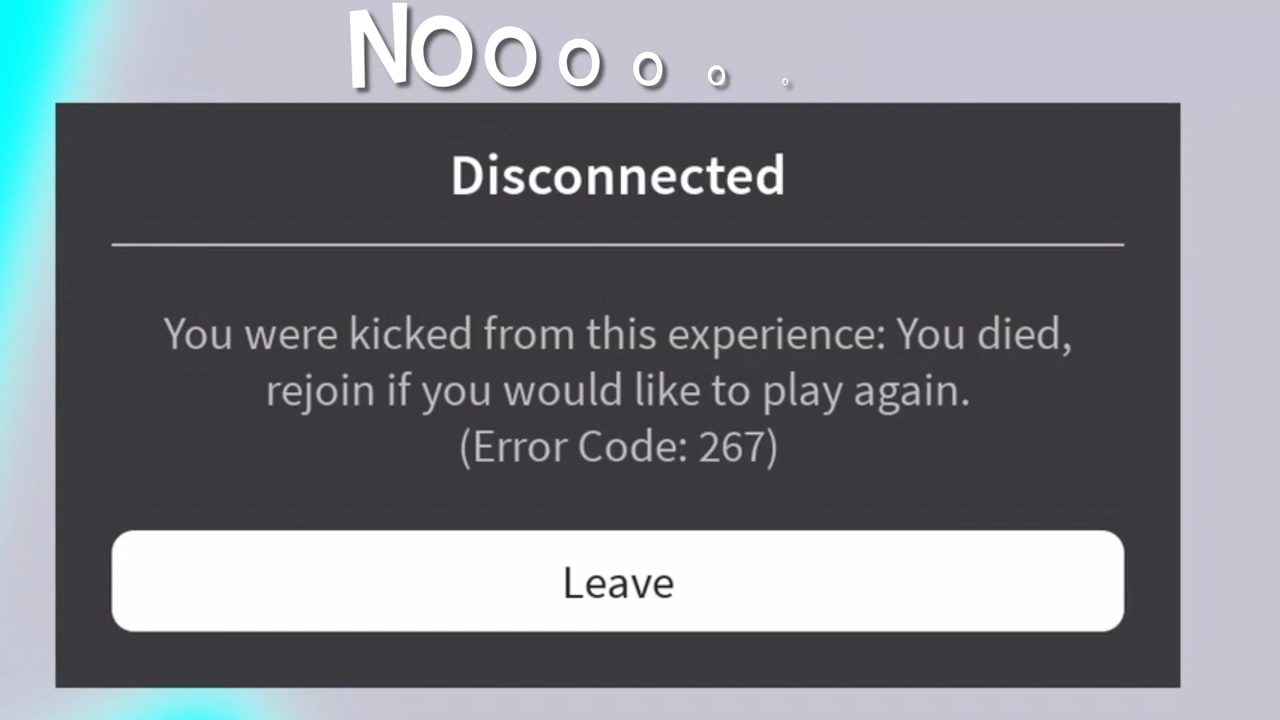 NOooooo
Disconnected
You were kicked from this experience: You died,
rejoin if you would like to play again.
(Error Code: 267)
Leave